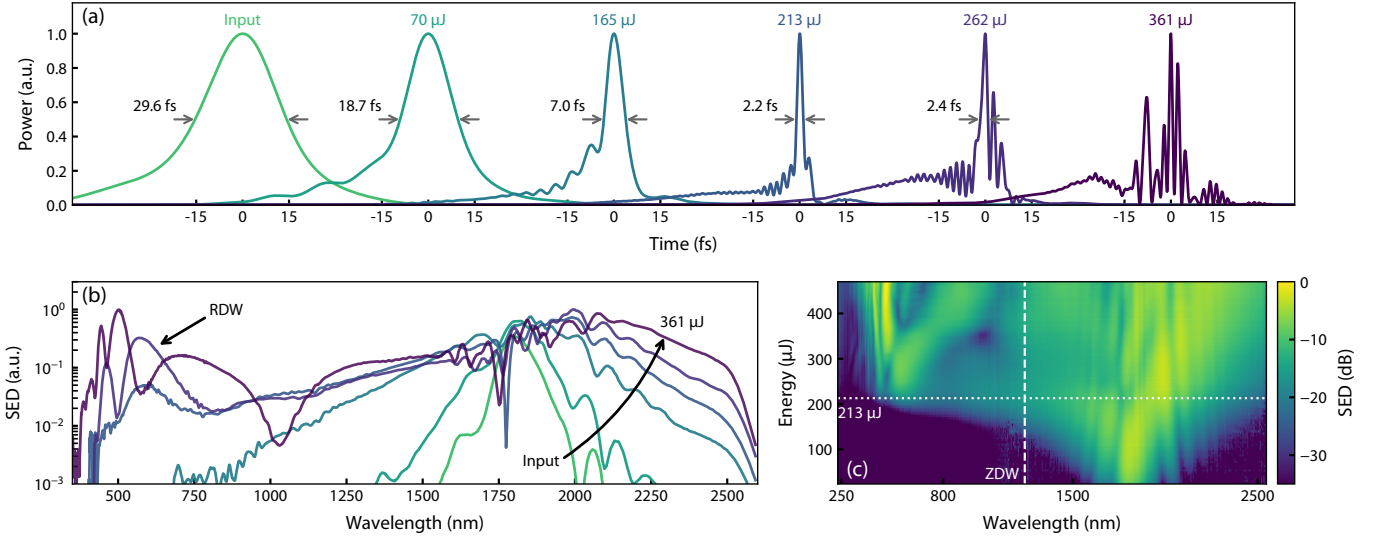 (a)
Input 70 µJ 165 µJ 213 µJ 262 µJ 361 µJ
Power (a.u.)
1.0
0.8
0.6
0.4
0.2
0.0
29.6 fs 18.7 fs 7.0 fs 2.2 fs 2.4 fs
-15 0 15 -15 0 15 -15 0 15 -15 0 15 -15 0 15 -15 0 15
Time (fs)
(b)
SED (a.u.)
10⁰
10⁻¹
10⁻²
10⁻³
RDW
361 µJ
Input
500 750 1000 1250 1500 1750 2000 2250 2500
Wavelength (nm)
Energy (µJ)
400
300
200
100
213 µJ
(c)
ZDW
250 800 1500 2500
Wavelength (nm)
0
−10
−20
−30
SED (dB)